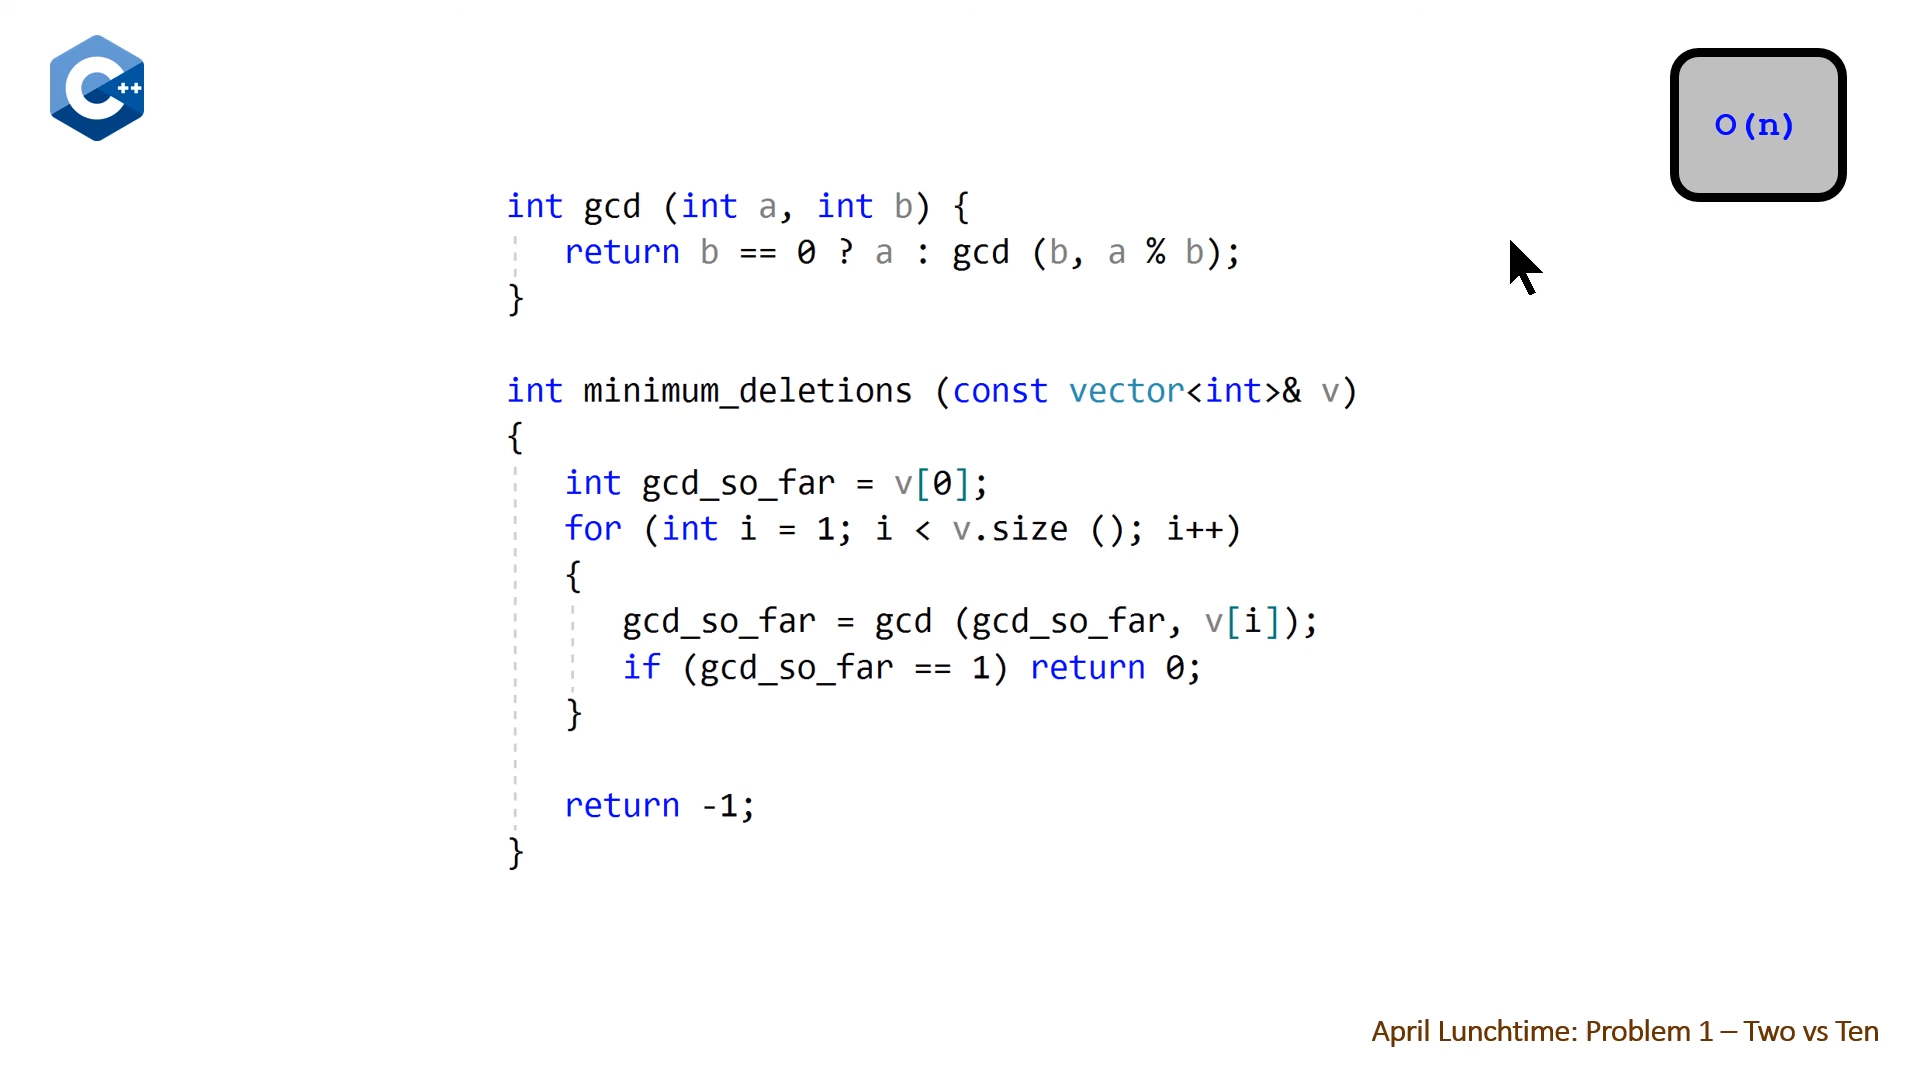 C++
O(n)
int gcd (int a, int b) {
return b == 0 ? a : gcd (b, a % b);
}
int minimum_deletions (const vector<int>& v)
{
int gcd_so_far = v[0];
for (int i = 1; i < v.size (); i++)
{
gcd_so_far = gcd (gcd_so_far, v[i]);
if (gcd_so_far == 1) return 0;
}
return -1;
}
April Lunchtime: Problem 1 – Two vs Ten